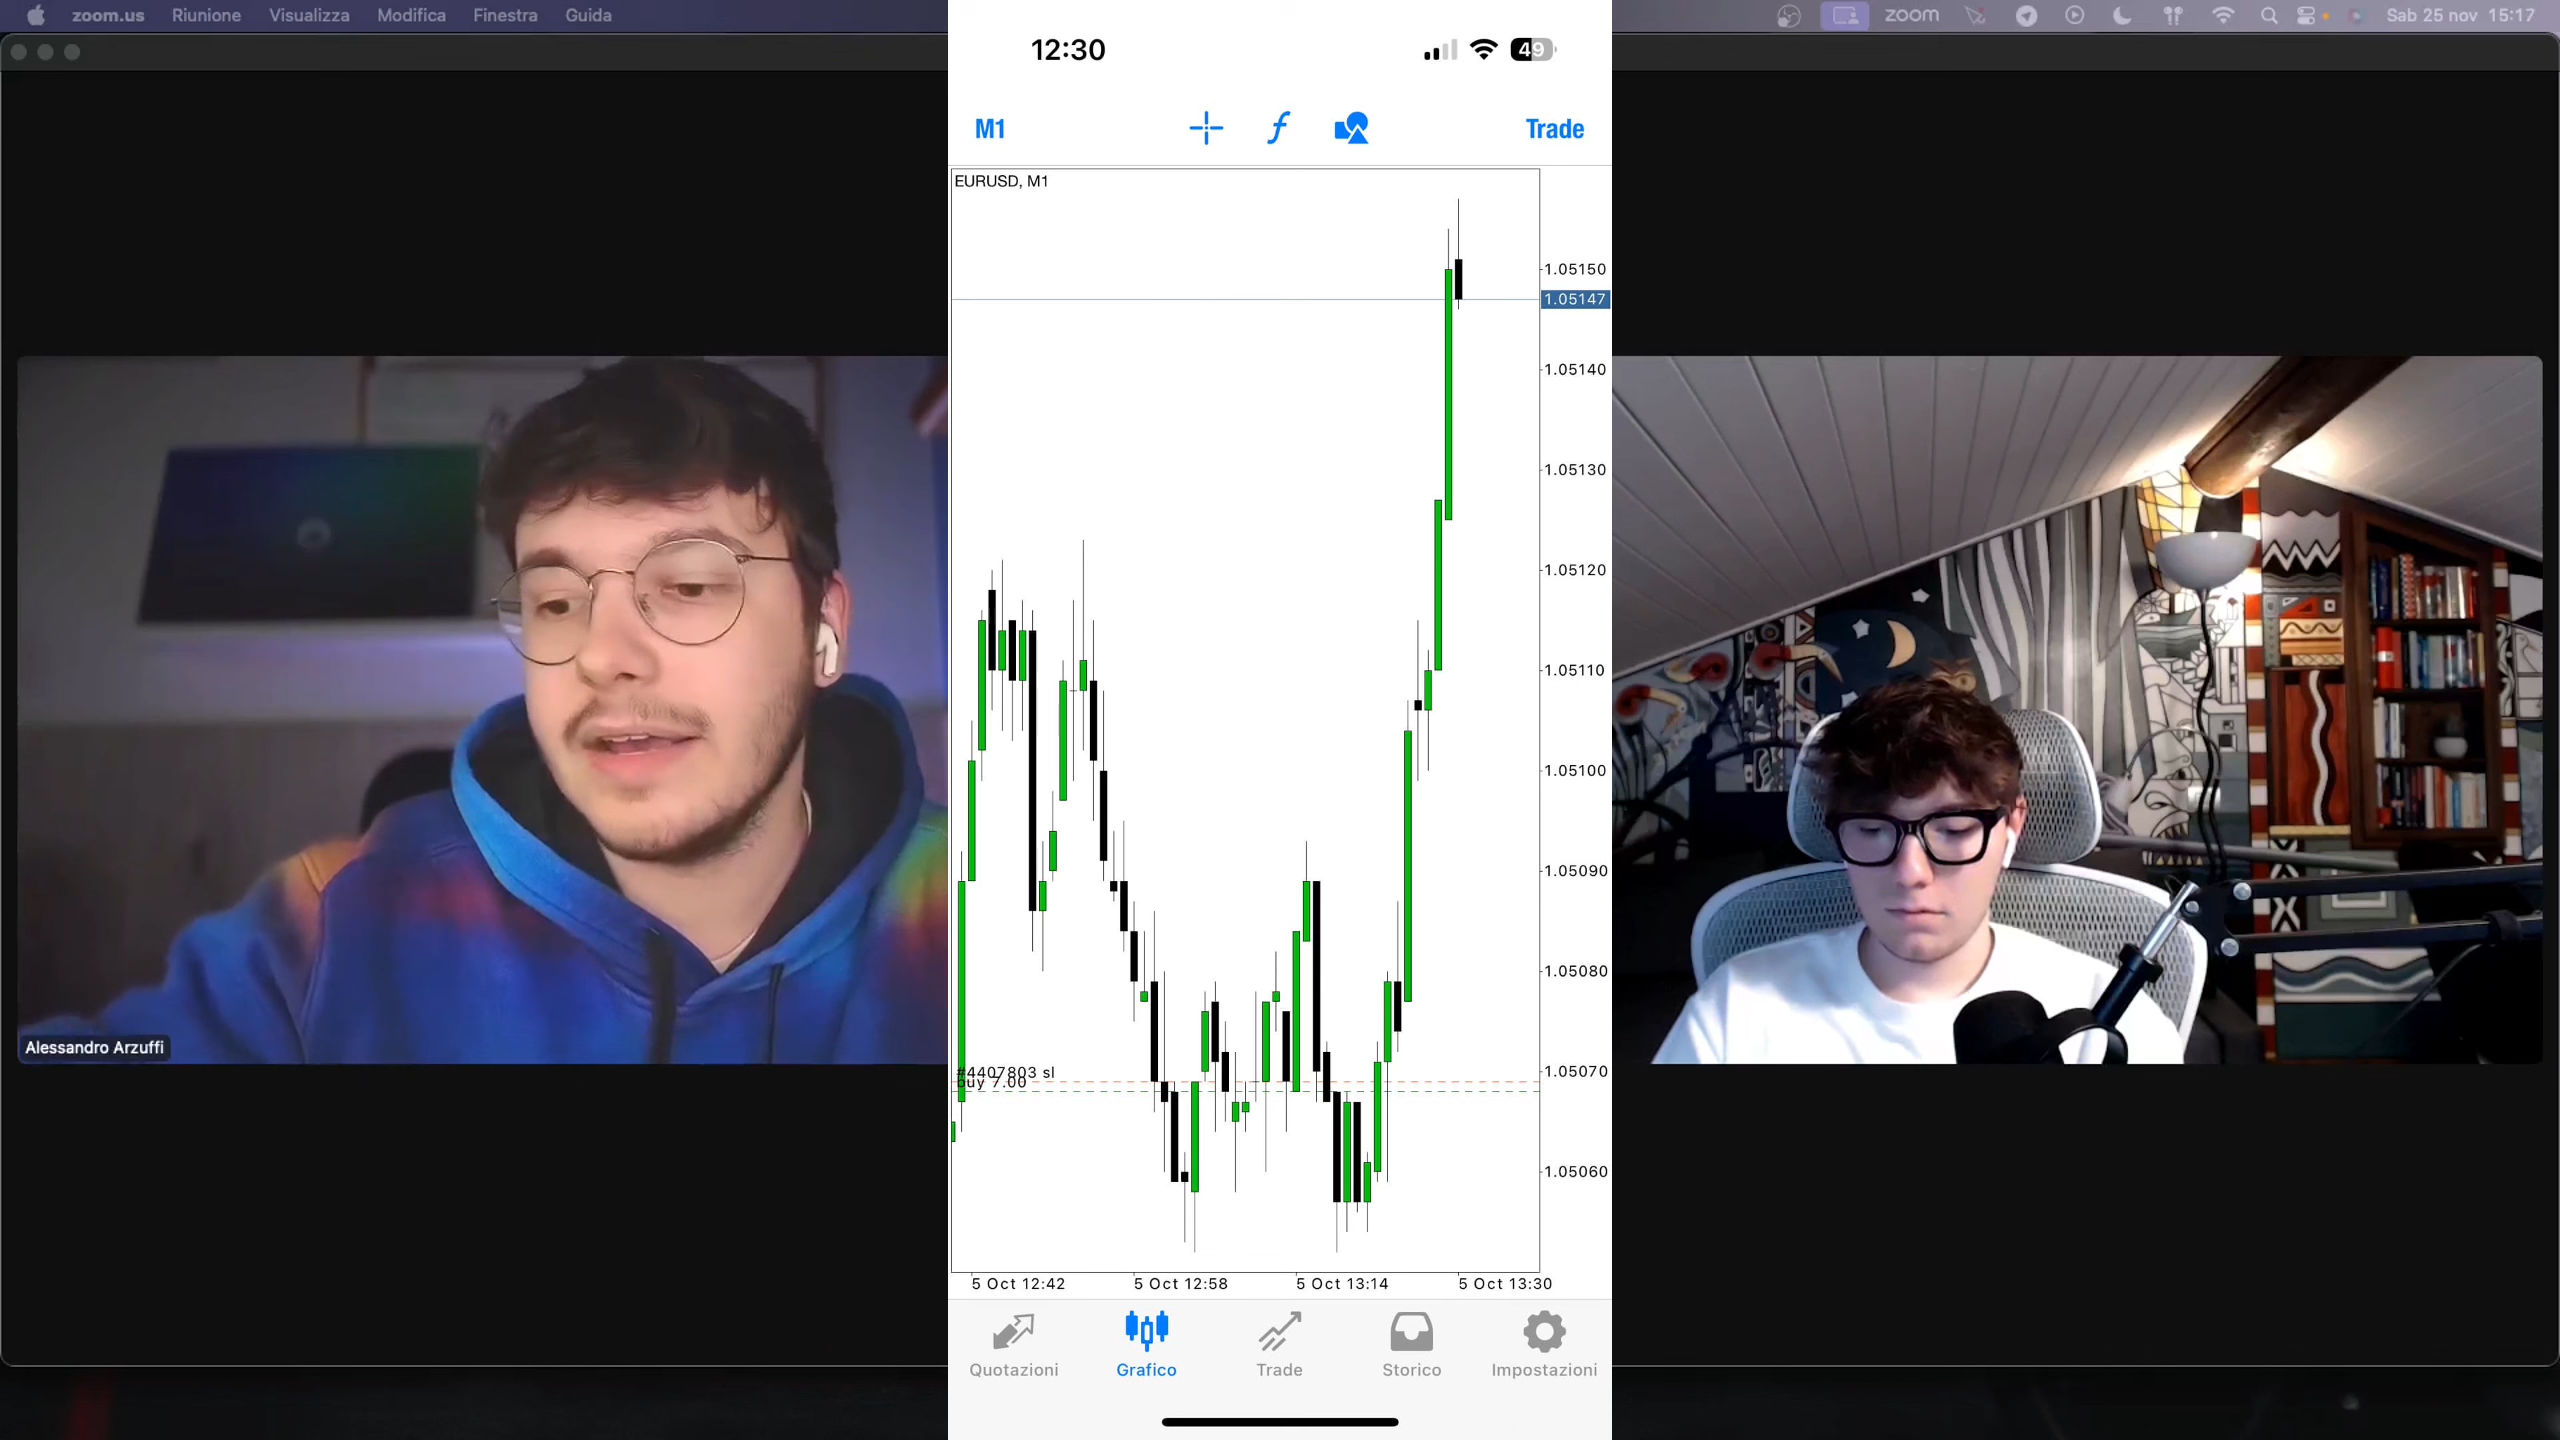 zoom.us Riunione Visualizza Modifica Finestra Guida
zoom Sab 25 nov 15:17
12:30 49
M1 f Trade
EURUSD, M1
1.05150
1.05147
1.05140
1.05130
1.05120
1.05110
1.05100
1.05090
1.05080
1.05070
1.05060
#4407803 sl
buy 7.00
5 Oct 12:42 5 Oct 12:58 5 Oct 13:14 5 Oct 13:30
Quotazioni Grafico Trade Storico Impostazioni
Alessandro Arzuffi